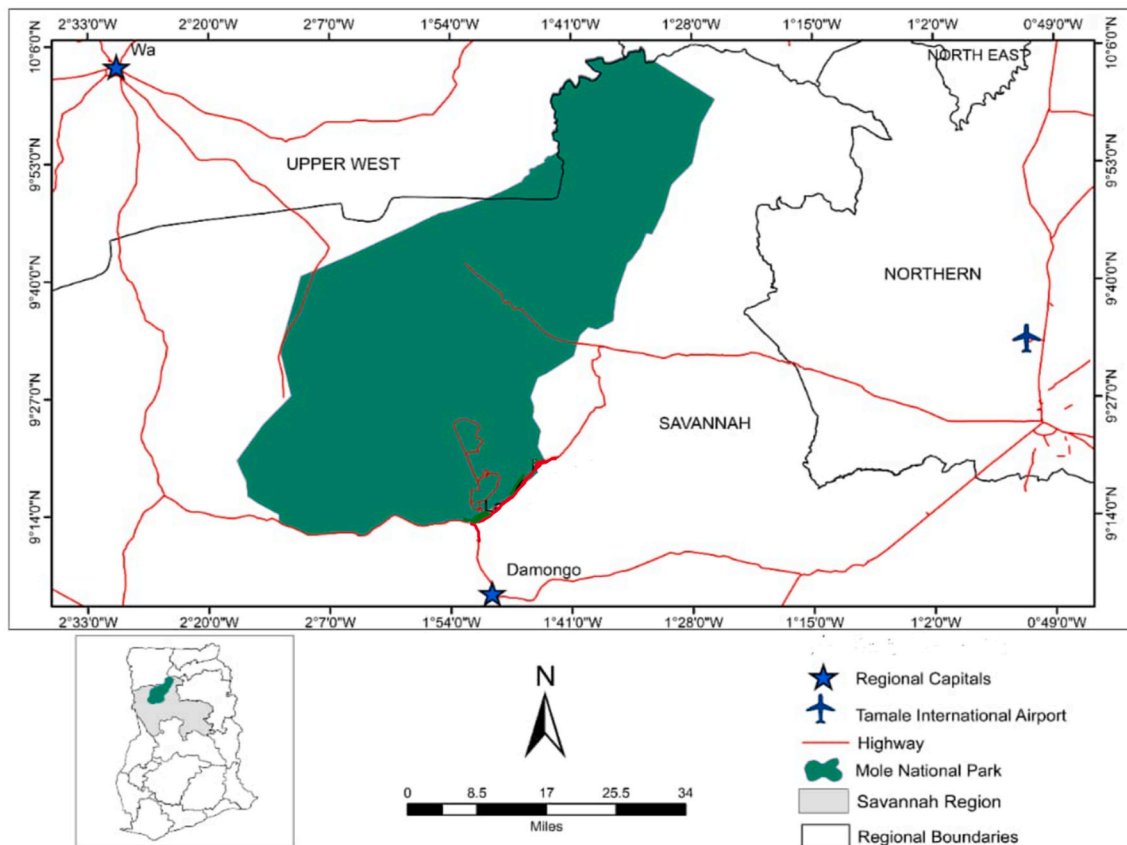 2°33'0"W 2°20'0"W 2°70'0"W 1°54'0"W 1°41'0"W 1°28'0"W 1°15'0"W 1°20'0"W 0°49'0"W
10°6'0"N
10°6'0"N
Wa
NORTH EAST
9°53'0"N
UPPER WEST
9°53'0"N
9°40'0"N
NORTHERN
9°40'0"N
9°27'0"N
SAVANNAH
9°27'0"N
9°14'0"N
La
9°14'0"N
Damongo
2°33'0"W 2°20'0"W 2°70'0"W 1°54'0"W 1°41'0"W 1°28'0"W 1°15'0"W 1°20'0"W 0°49'0"W
N
0 8.5 17 25.5 34
Miles
Regional Capitals
Tamale International Airport
Highway
Mole National Park
Savannah Region
Regional Boundaries